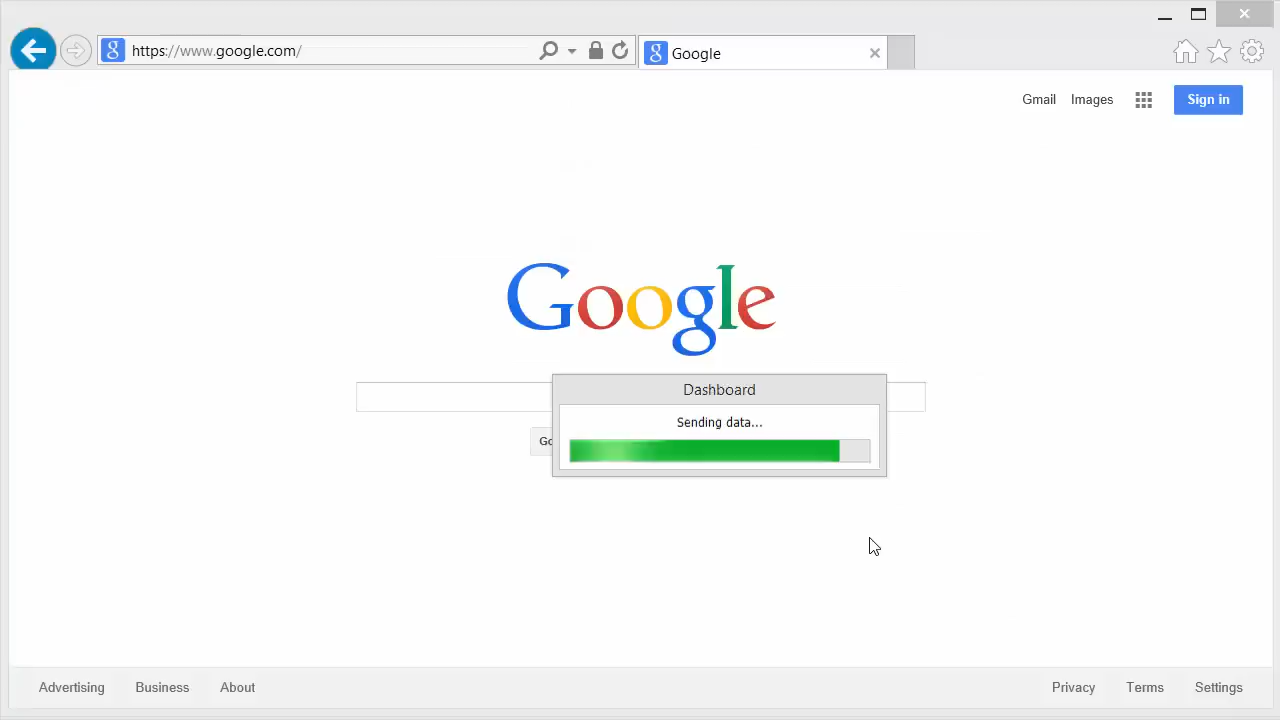 https://www.google.com/
Google
Gmail
Images
Sign in
Google
Dashboard
Sending data...
Go
Advertising
Business
About
Privacy
Terms
Settings